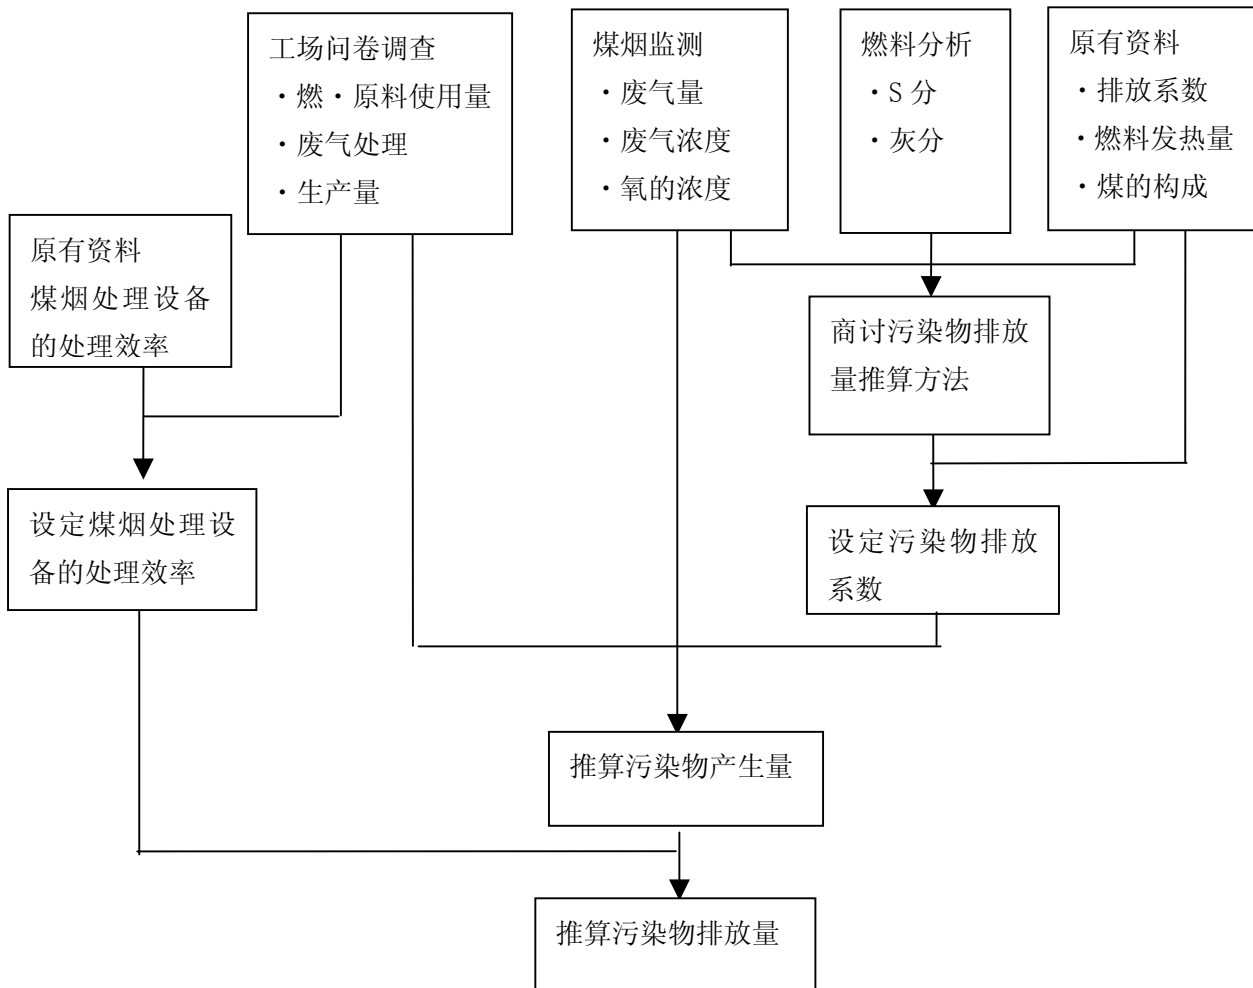 工场问卷调查
・燃・原料使用量
・废气处理
・生产量
煤烟监测
・废气量
・废气浓度
・氧的浓度
燃料分析
・S 分
・灰分
原有资料
・排放系数
・燃料发热量
・煤的构成
原有资料
煤烟处理设备
的处理效率
商讨污染物排放
量推算方法
设定煤烟处理设
备的处理效率
设定污染物排放
系数
推算污染物产生量
推算污染物排放量